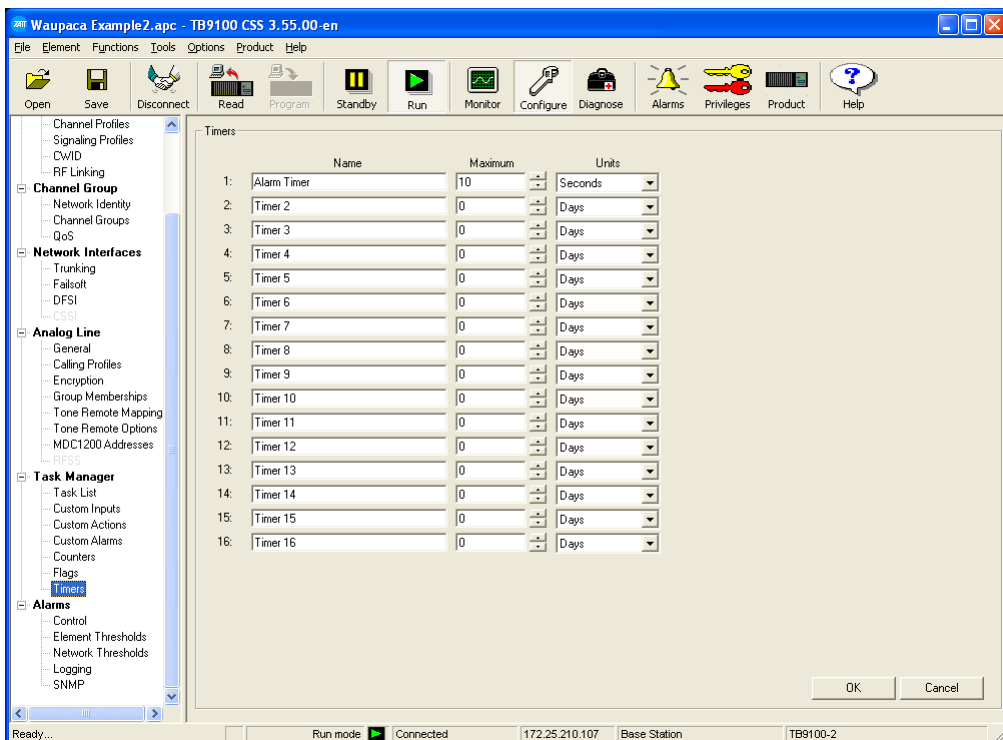 TAIT Waupaca Example2.apc - TB9100 CSS 3.55.00-en
File Element Functions Tools Options Product Help
Open Save Disconnect Read Program Standby Run Monitor Configure Diagnose Alarms Privileges Product Help
Channel Profiles
Signaling Profiles
CWID
RF Linking
Channel Group
Network Identity
Channel Groups
QoS
Network Interfaces
Trunking
Failsoft
DFSI
CSSI
Analog Line
General
Calling Profiles
Encryption
Group Memberships
Tone Remote Mapping
Tone Remote Options
MDC1200 Addresses
RFSS
Task Manager
Task List
Custom Inputs
Custom Actions
Custom Alarms
Counters
Flags
Timers
Alarms
Control
Element Thresholds
Network Thresholds
Logging
SNMP
Timers
Name Maximum Units
1: Alarm Timer 10 Seconds
2: Timer 2 0 Days
3: Timer 3 0 Days
4: Timer 4 0 Days
5: Timer 5 0 Days
6: Timer 6 0 Days
7: Timer 7 0 Days
8: Timer 8 0 Days
9: Timer 9 0 Days
10: Timer 10 0 Days
11: Timer 11 0 Days
12: Timer 12 0 Days
13: Timer 13 0 Days
14: Timer 14 0 Days
15: Timer 15 0 Days
16: Timer 16 0 Days
OK Cancel
Ready... Run mode Connected 172.25.210.107 Base Station TB9100-2